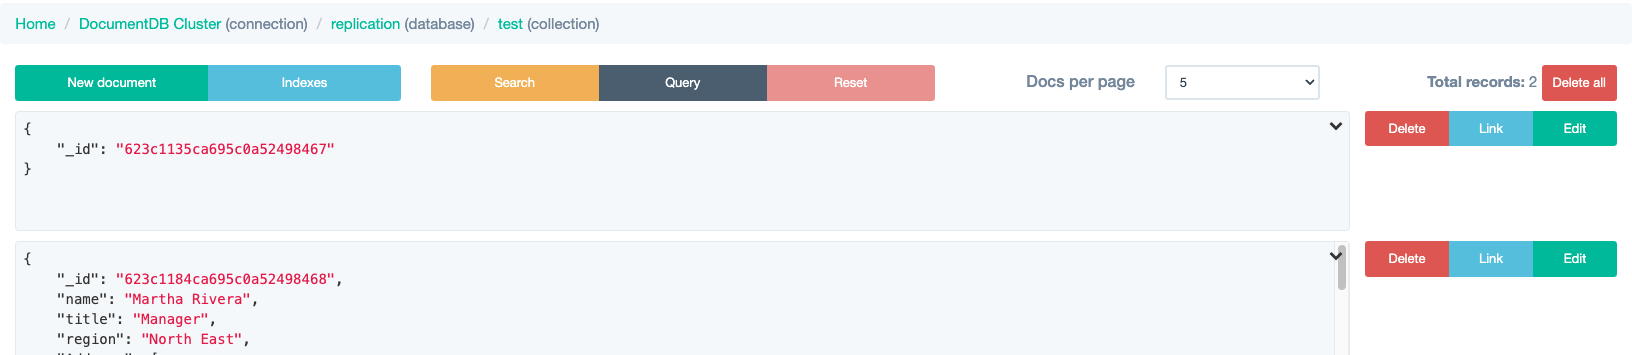 Home / DocumentDB Cluster (connection) / replication (database) / test (collection)
New document Indexes Search Query Reset Docs per page 5 Total records: 2 Delete all
{
"_id": "623c1135ca695c0a52498467"
}
Delete Link Edit
{
"_id": "623c1184ca695c0a52498468",
"name": "Martha Rivera",
"title": "Manager",
"region": "North East",
Delete Link Edit